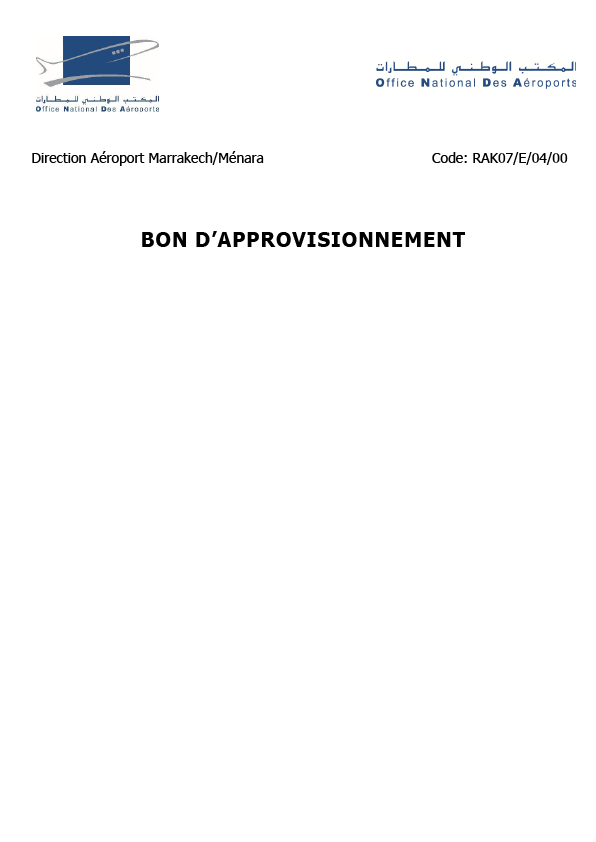 المكتب الوطني للمطارات
Office National Des Aéroports
المكتب الوطني للمطارات
Office National Des Aéroports
Direction Aéroport Marrakech/Ménara
Code: RAK07/E/04/00
BON D’APPROVISIONNEMENT